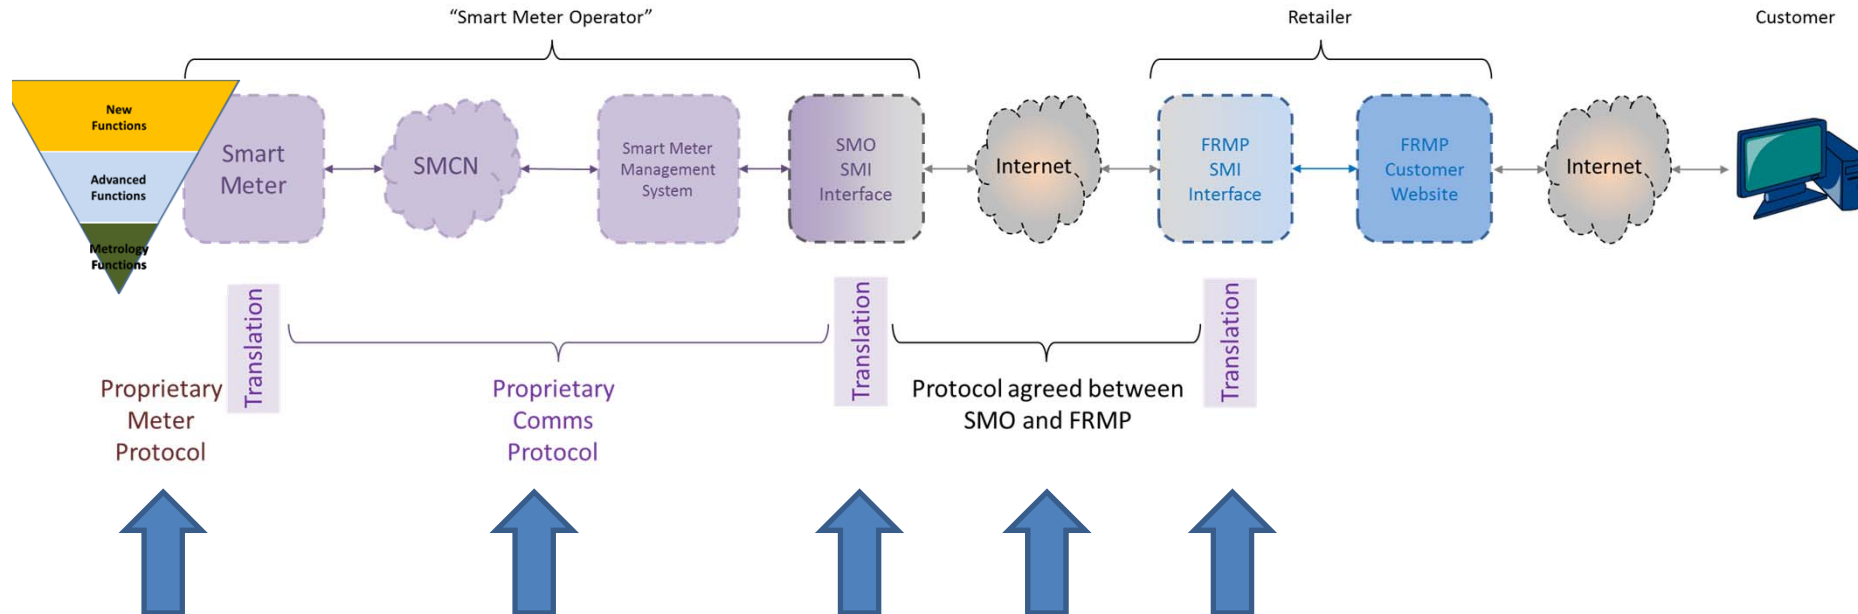 “Smart Meter Operator”
Retailer
Customer
New
Functions
Advanced
Functions
Metrology
Functions
Smart
Meter
SMCN
Smart Meter
Management
System
SMO
SMI
Interface
Internet
FRMP
SMI
Interface
FRMP
Customer
Website
Internet
Translation
Translation
Translation
Proprietary
Meter
Protocol
Proprietary
Comms
Protocol
Protocol agreed between
SMO and FRMP